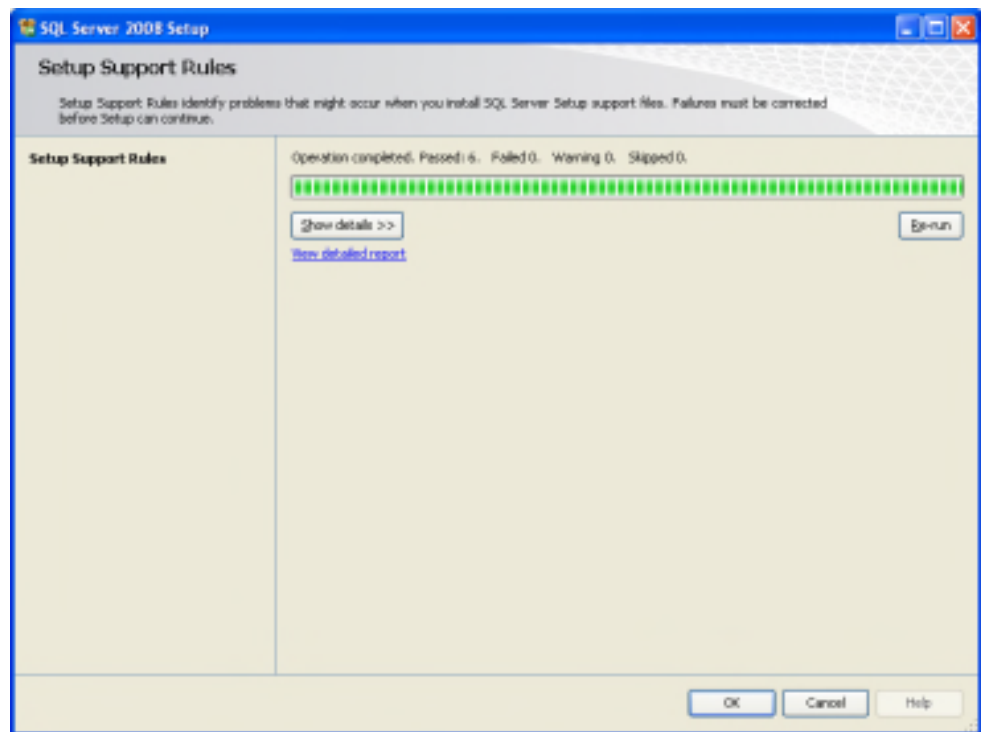 SQL Server 2008 Setup
Setup Support Rules
Setup Support Rules identify problems that might occur when you install SQL Server Setup support files. Failures must be corrected
before Setup can continue.
Setup Support Rules
Operation completed. Passed: 6. Failed 0. Warning 0. Skipped 0.
Show details >>
Re-run
View detailed report
OK
Cancel
Help